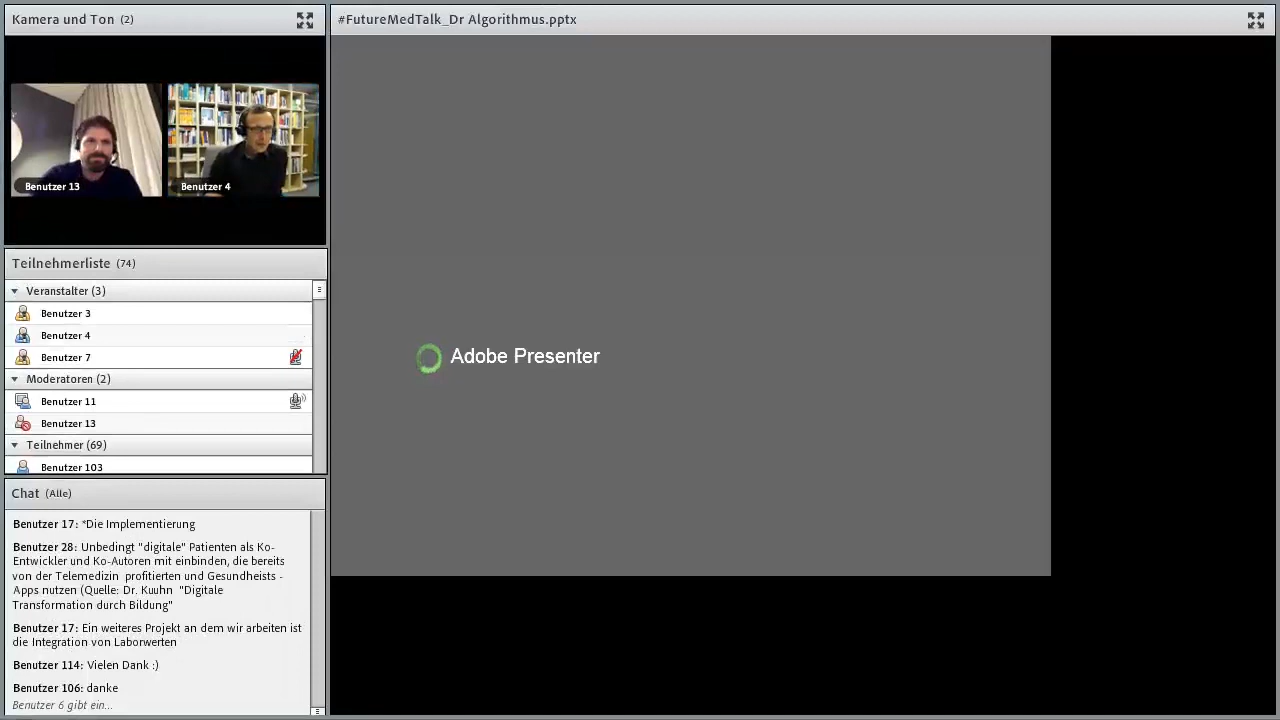 Kamera und Ton (2)
Benutzer 13
Benutzer 4
Teilnehmerliste (74)
Veranstalter (3)
Benutzer 3
Benutzer 4
Benutzer 7
Moderatoren (2)
Benutzer 11
Benutzer 13
Teilnehmer (69)
Benutzer 103
Chat (Alle)
Benutzer 17: *Die Implementierung
Benutzer 28: Unbedingt "digitale" Patienten als Ko-
Entwickler und Ko-Autoren mit einbinden, die bereits
von der Telemedizin profitierten und Gesundheists -
Apps nutzen (Quelle: Dr. Kuuhn "Digitale
Transformation durch Bildung"
Benutzer 17: Ein weiteres Projekt an dem wir arbeiten ist
die Integration von Laborwerten
Benutzer 114: Vielen Dank :)
Benutzer 106: danke
Benutzer 6 gibt ein...
#FutureMedTalk_Dr Algorithmus.pptx
Adobe Presenter